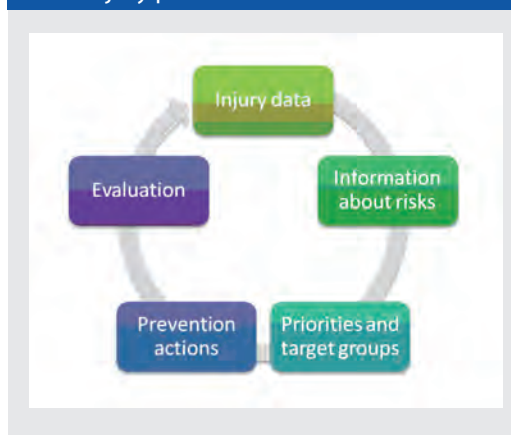 Injury data
Information
about risks
Priorities and
target groups
Prevention
actions
Evaluation